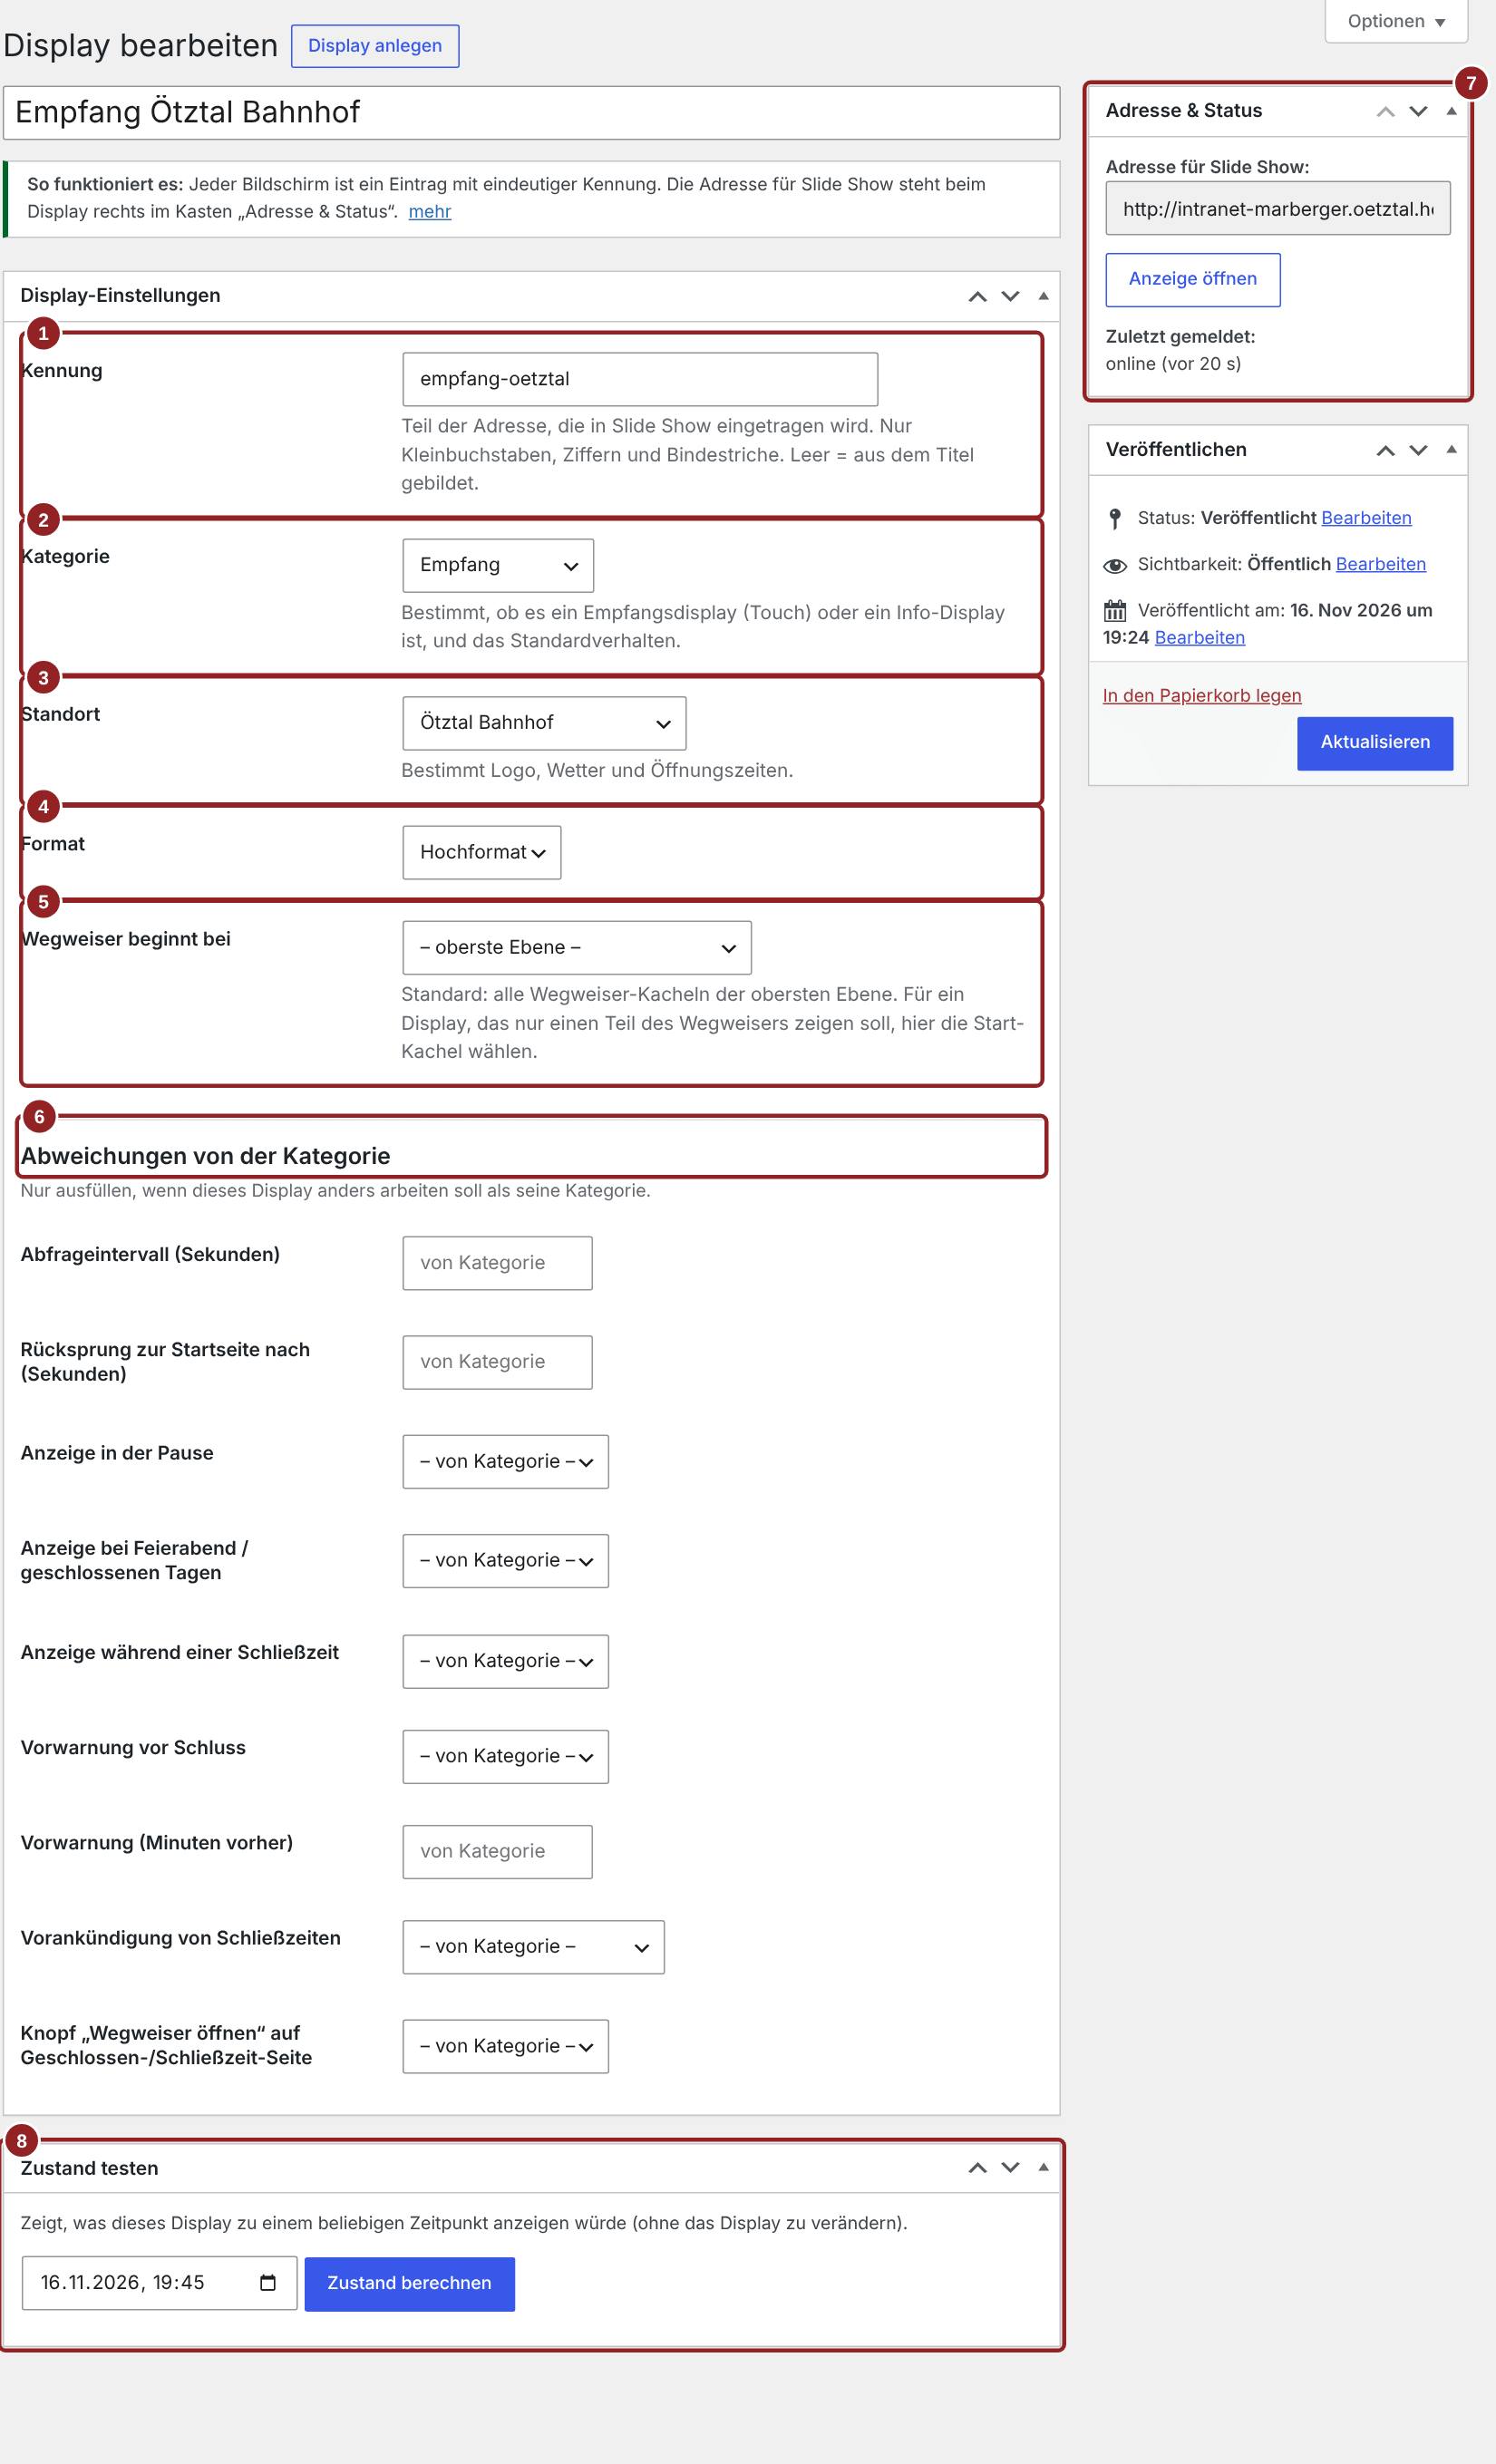 Optionen
Display bearbeiten
Display anlegen
Empfang Ötztal Bahnhof
So funktioniert es: Jeder Bildschirm ist ein Eintrag mit eindeutiger Kennung. Die Adresse für Slide Show steht beim
Display rechts im Kasten „Adresse & Status“. mehr
Display-Einstellungen
1
Kennung
empfang-oetztal
Teil der Adresse, die in Slide Show eingetragen wird. Nur
Kleinbuchstaben, Ziffern und Bindestriche. Leer = aus dem Titel
gebildet.
2
Kategorie
Empfang
Bestimmt, ob es ein Empfangsdisplay (Touch) oder ein Info-Display
ist, und das Standardverhalten.
3
Standort
Ötztal Bahnhof
Bestimmt Logo, Wetter und Öffnungszeiten.
4
Format
Hochformat
5
Wegweiser beginnt bei
– oberste Ebene –
Standard: alle Wegweiser-Kacheln der obersten Ebene. Für ein
Display, das nur einen Teil des Wegweisers zeigen soll, hier die Start-
Kachel wählen.
6
Abweichungen von der Kategorie
Nur ausfüllen, wenn dieses Display anders arbeiten soll als seine Kategorie.
Abfrageintervall (Sekunden)
von Kategorie
Rücksprung zur Startseite nach
(Sekunden)
von Kategorie
Anzeige in der Pause
– von Kategorie –
Anzeige bei Feierabend /
geschlossenen Tagen
– von Kategorie –
Anzeige während einer Schließzeit
– von Kategorie –
Vorwarnung vor Schluss
– von Kategorie –
Vorwarnung (Minuten vorher)
von Kategorie
Vorankündigung von Schließzeiten
– von Kategorie –
Knopf „Wegweiser öffnen“ auf
Geschlossen-/Schließzeit-Seite
– von Kategorie –
8
Zustand testen
Zeigt, was dieses Display zu einem beliebigen Zeitpunkt anzeigen würde (ohne das Display zu verändern).
16.11.2026, 19:45
Zustand berechnen
7
Adresse & Status
Adresse für Slide Show:
http://intranet-marberger.oetztal.h
Anzeige öffnen
Zuletzt gemeldet:
online (vor 20 s)
Veröffentlichen
Status: Veröffentlicht Bearbeiten
Sichtbarkeit: Öffentlich Bearbeiten
Veröffentlicht am: 16. Nov 2026 um
19:24 Bearbeiten
In den Papierkorb legen
Aktualisieren